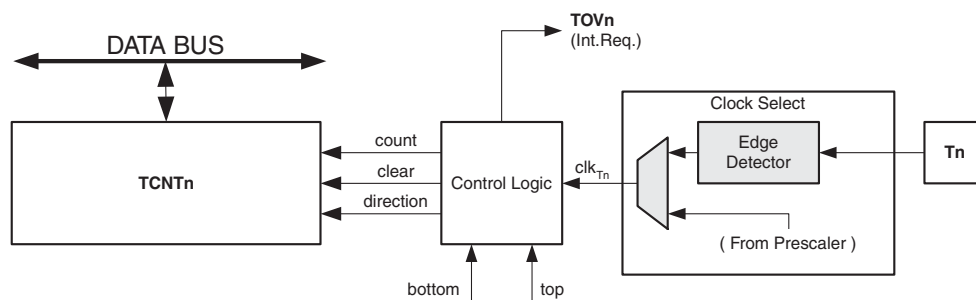 TOVn
(Int.Req.)
DATA BUS
Clock Select
count
Edge
Detector
Tn
TCNTn
clear
Control Logic
clkTn
direction
( From Prescaler )
bottom
top